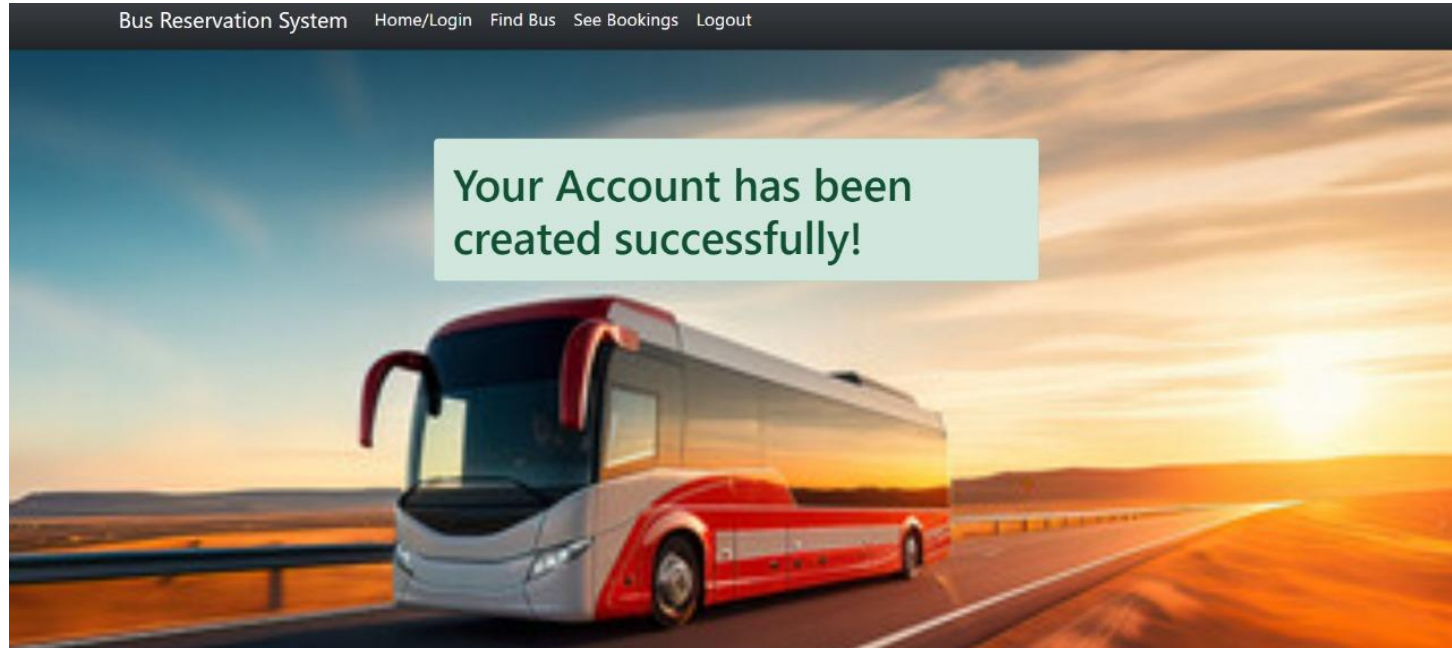 Bus Reservation System Home/Login Find Bus See Bookings Logout
Your Account has been
created successfully!